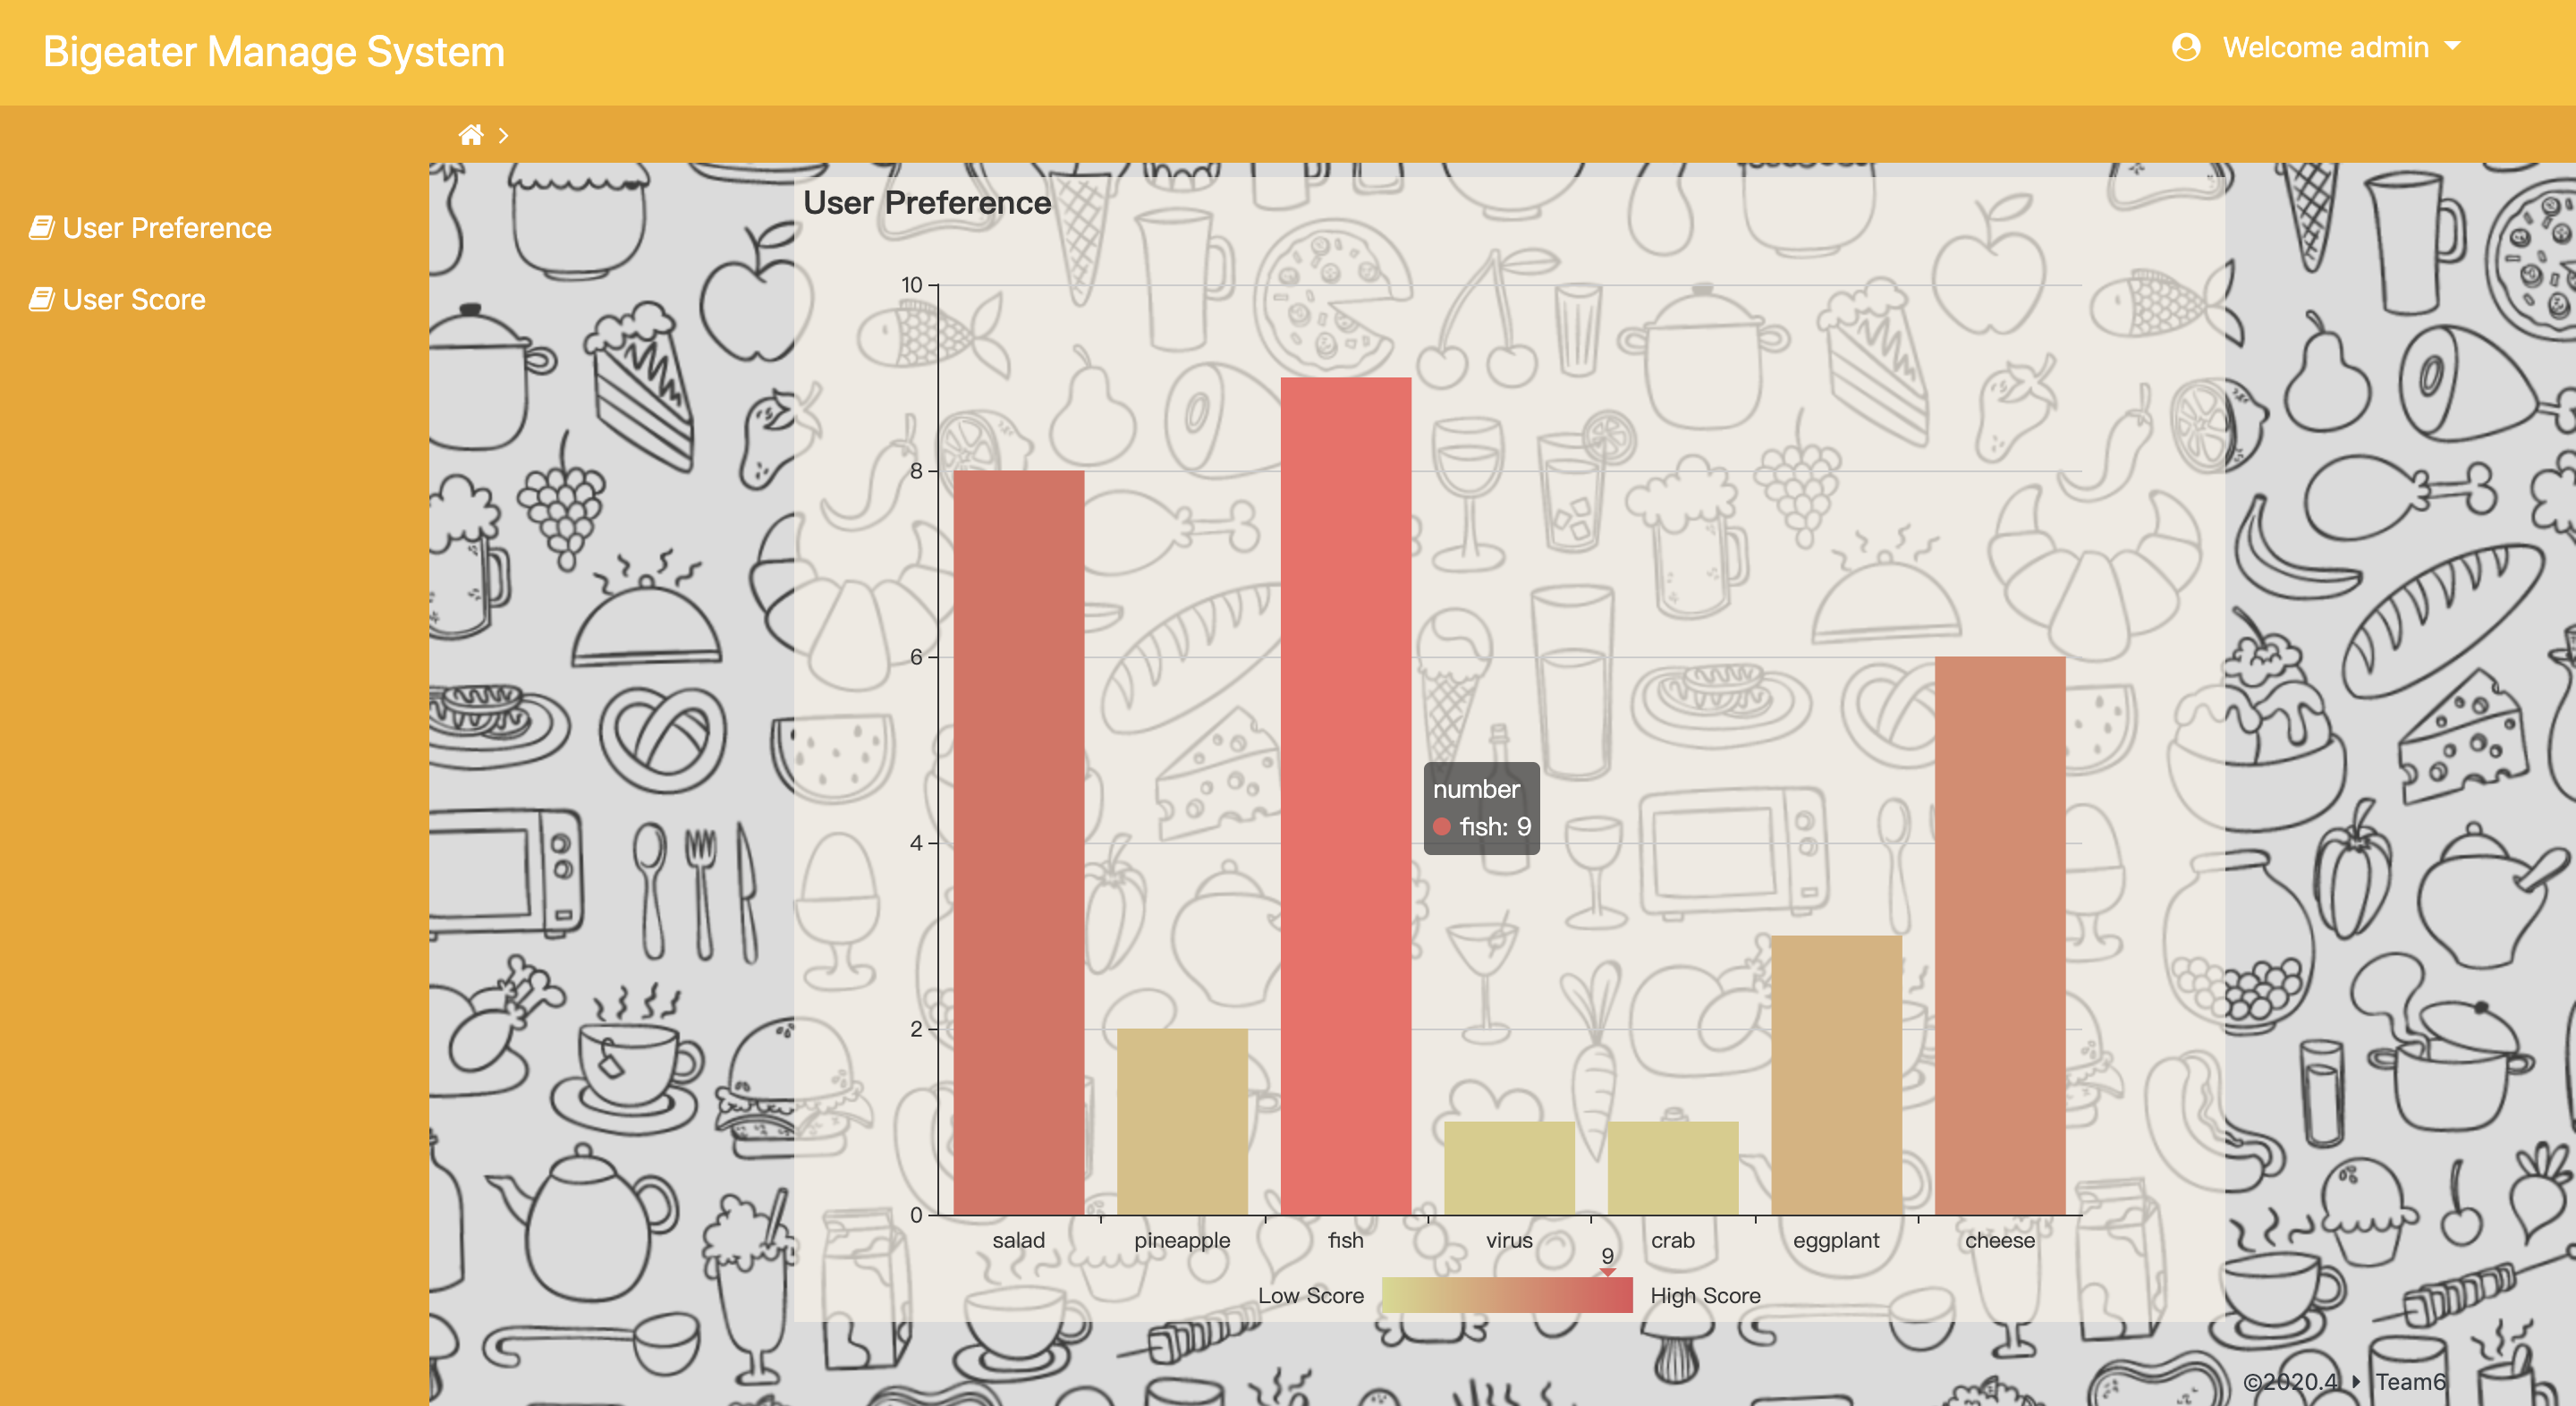 Bigeater Manage System
Welcome admin
User Preference
User Score
User Preference
10
8
6
4
2
0
number
fish: 9
salad pineapple fish virus crab eggplant cheese
9
Low Score High Score
©2020.4 Team6